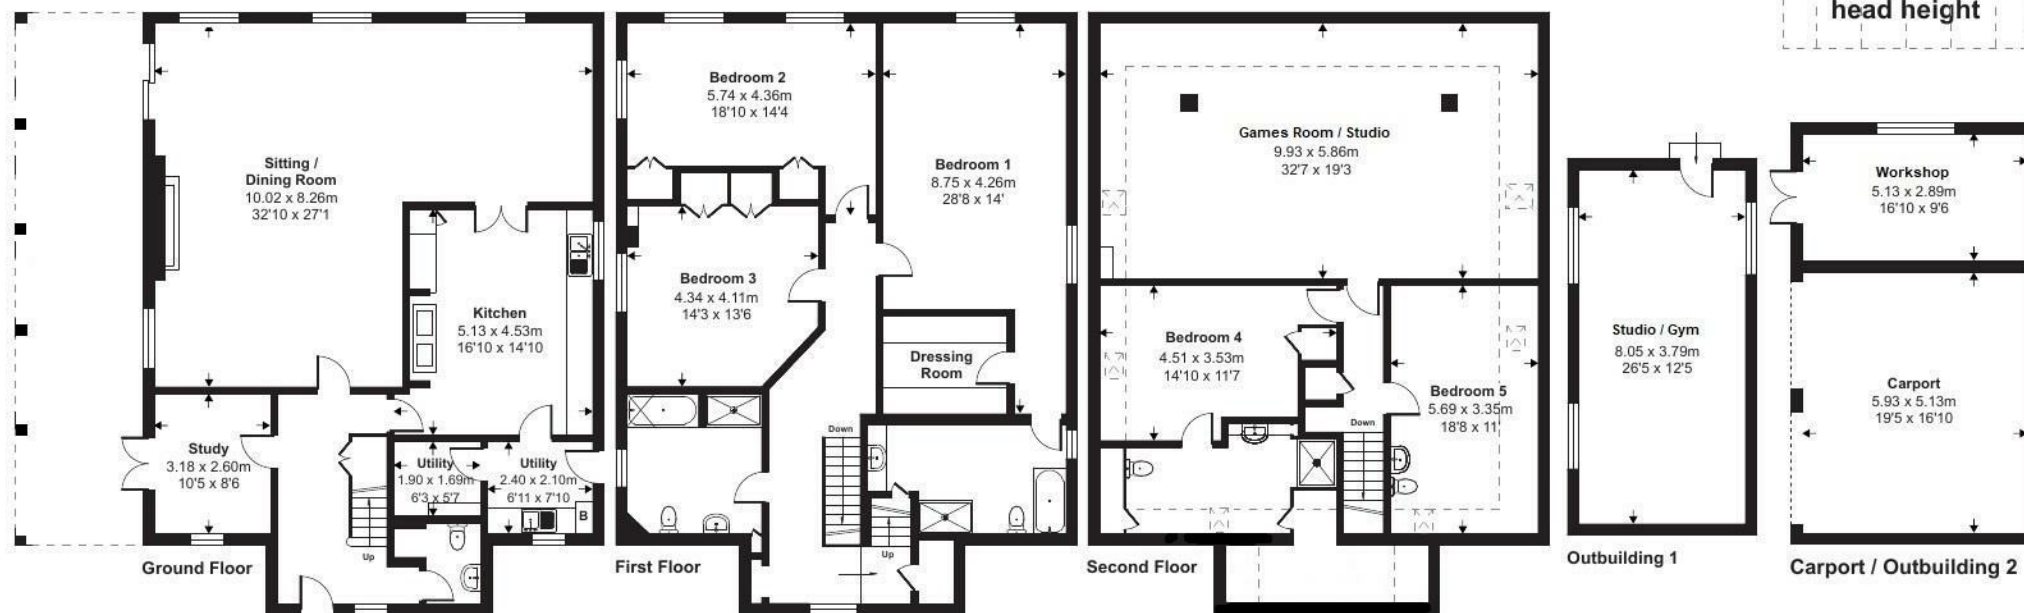 head height
Sitting /
Dining Room
10.02 x 8.26m
32'10 x 27'1
Kitchen
5.13 x 4.53m
16'10 x 14'10
Study
3.18 x 2.60m
10'5 x 8'6
Utility
1.90 x 1.69m
6'3 x 5'7
Utility
2.40 x 2.10m
6'11 x 7'10
B
Up
Ground Floor
Bedroom 2
5.74 x 4.36m
18'10 x 14'4
Bedroom 1
8.75 x 4.26m
28'8 x 14'
Bedroom 3
4.34 x 4.11m
14'3 x 13'6
Dressing
Room
Down
Up
First Floor
Games Room / Studio
9.93 x 5.86m
32'7 x 19'3
Bedroom 4
4.51 x 3.53m
14'10 x 11'7
Bedroom 5
5.69 x 3.35m
18'8 x 11'
Down
Second Floor
Studio / Gym
8.05 x 3.79m
26'5 x 12'5
Outbuilding 1
Workshop
5.13 x 2.89m
16'10 x 9'6
Carport
5.93 x 5.13m
19'5 x 16'10
Carport / Outbuilding 2